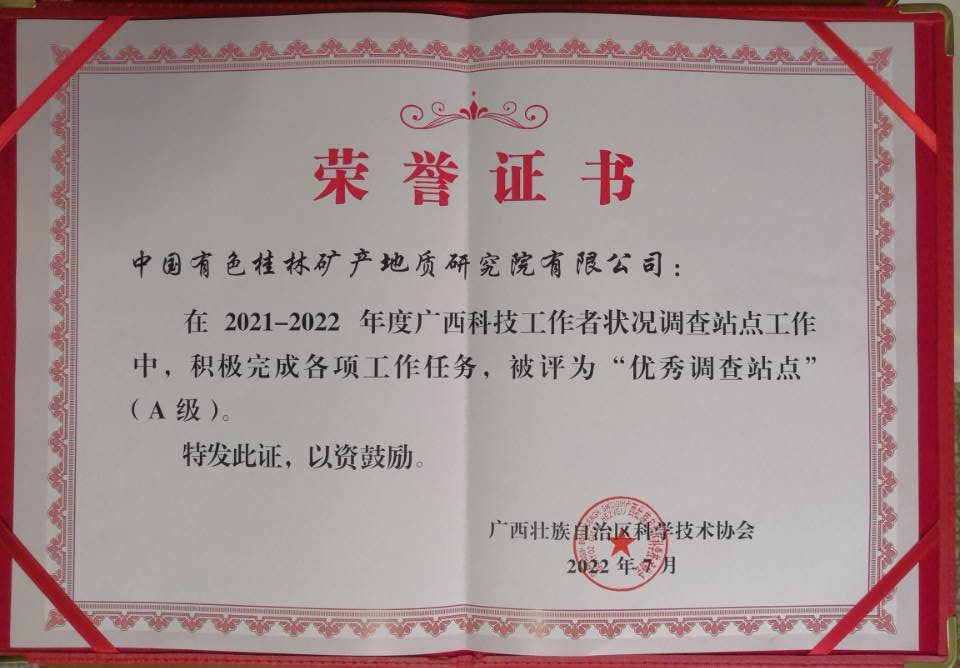 荣誉证书
中国有色桂林矿产地质研究院有限公司：
在 2021-2022 年度广西科技工作者状况调查站点工作
中，积极完成各项工作任务，被评为“优秀调查站点”
（A 级）。
特发此证，以资鼓励。
广西壮族自治区科学技术协会
2022 年 7 月